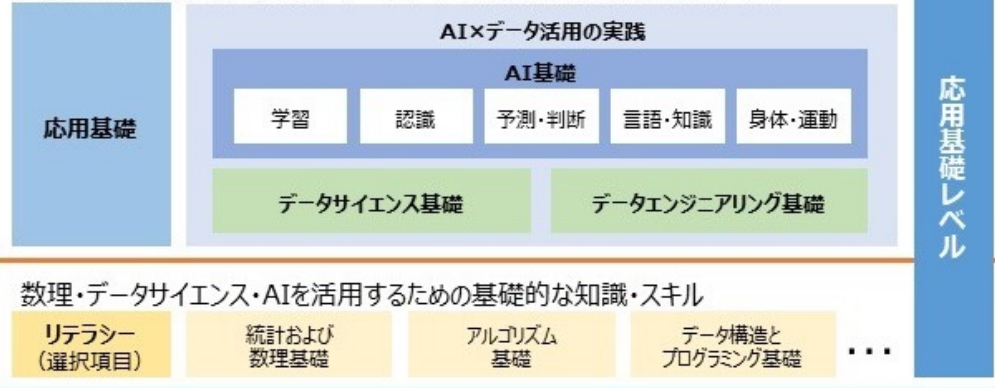 AI×データ活用の実践
AI基礎
学習
認識
予測・判断
言語・知識
身体・運動
応用基礎
データサイエンス基礎
データエンジニアリング基礎
応用基礎レベル
数理・データサイエンス・AIを活用するための基礎的な知識・スキル
リテラシー
（選択項目）
統計および
数理基礎
アルゴリズム
基礎
データ構造と
プログラミング基礎
・・・